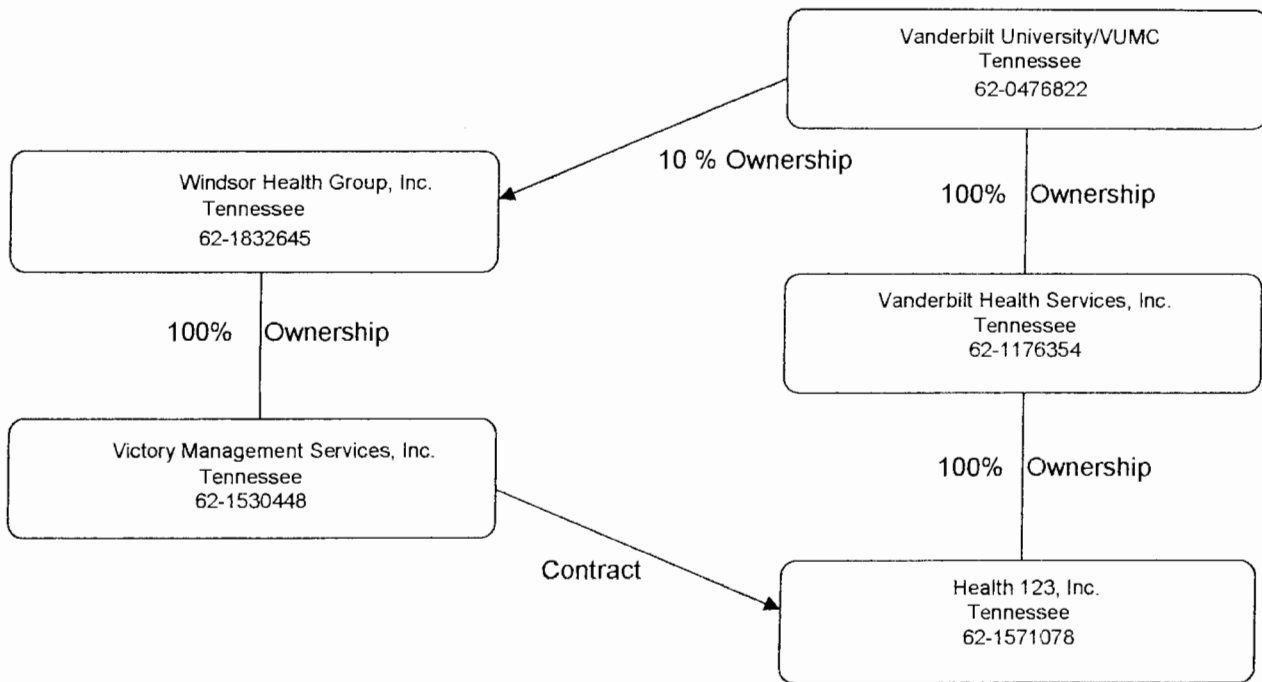 Vanderbilt University/VUMC
Tennessee
62-0476822
10 % Ownership
Windsor Health Group, Inc.
Tennessee
62-1832645
100% Ownership
Vanderbilt Health Services, Inc.
Tennessee
62-1176354
100% Ownership
Victory Management Services, Inc.
Tennessee
62-1530448
100% Ownership
Contract
Health 123, Inc.
Tennessee
62-1571078